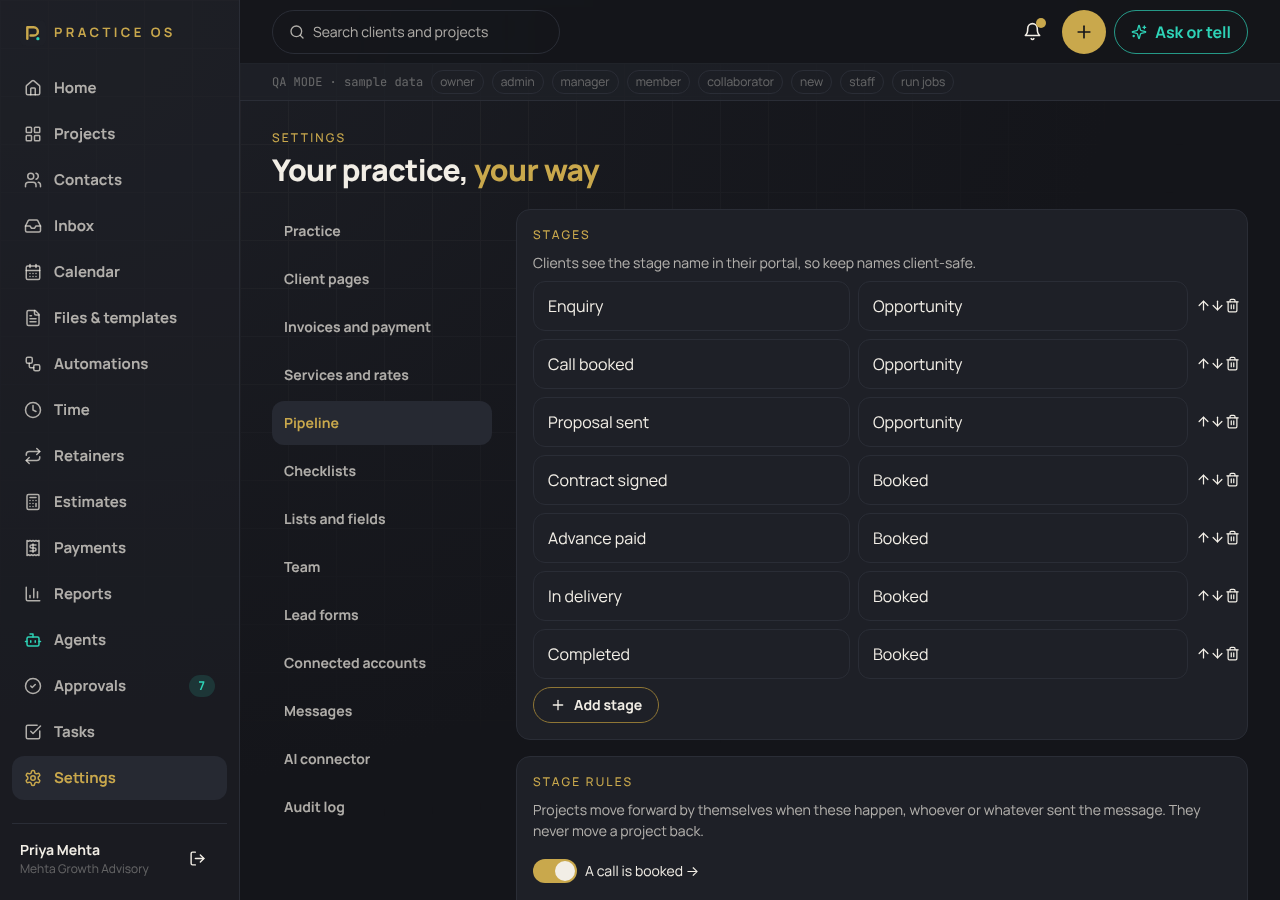 PRACTICE OS
Home
Projects
Contacts
Inbox
Calendar
Files & templates
Automations
Time
Retainers
Estimates
Payments
Reports
Agents
Approvals 7
Tasks
Settings
Priya Mehta
Mehta Growth Advisory
Search clients and projects
Ask or tell
QA MODE · sample data owner admin manager member collaborator new staff run jobs
SETTINGS
Your practice, your way
Practice
Client pages
Invoices and payment
Services and rates
Pipeline
Checklists
Lists and fields
Team
Lead forms
Connected accounts
Messages
AI connector
Audit log
STAGES
Clients see the stage name in their portal, so keep names client-safe.
Enquiry Opportunity
Call booked Opportunity
Proposal sent Opportunity
Contract signed Booked
Advance paid Booked
In delivery Booked
Completed Booked
Add stage
STAGE RULES
Projects move forward by themselves when these happen, whoever or whatever sent the message. They
never move a project back.
A call is booked →